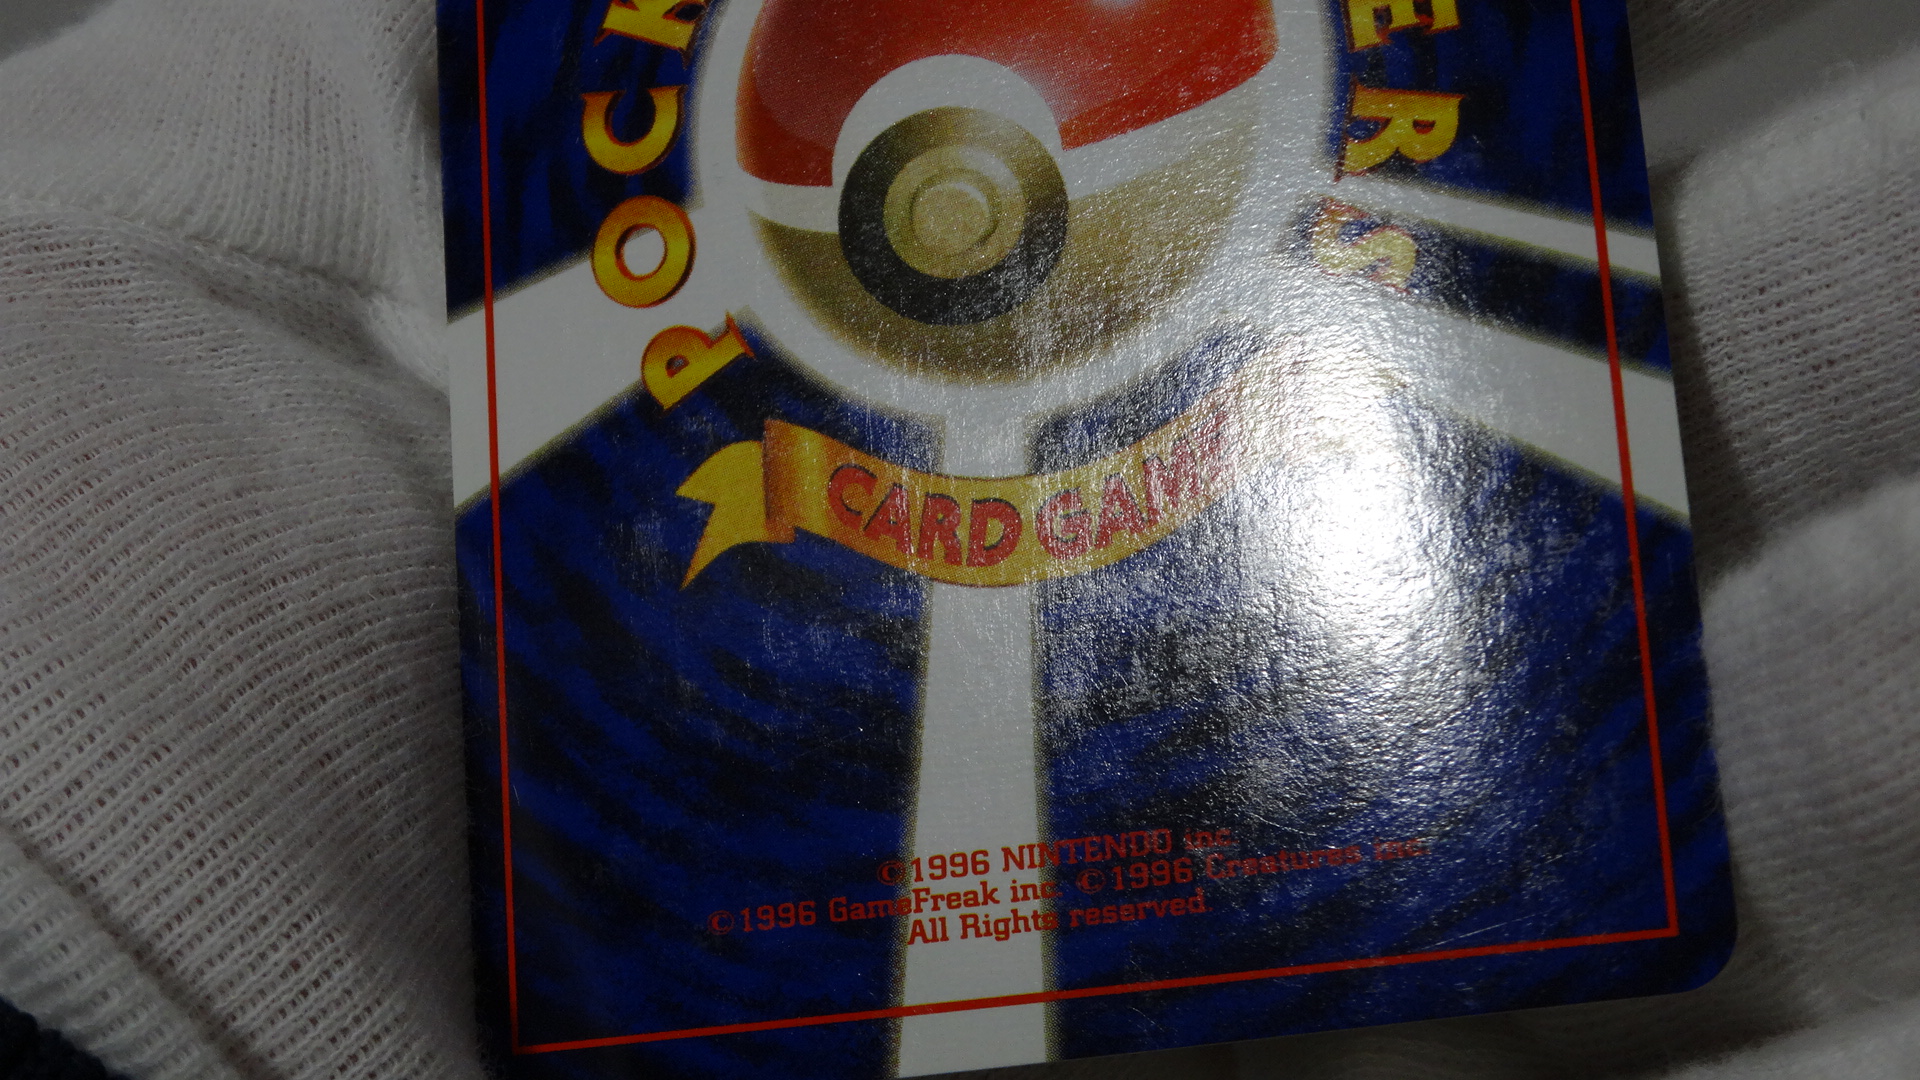 POCK
ERS
CARD GAME
©1996 NINTENDO inc.
©1996 GameFreak inc. ©1996 Creatures inc.
All Rights reserved.